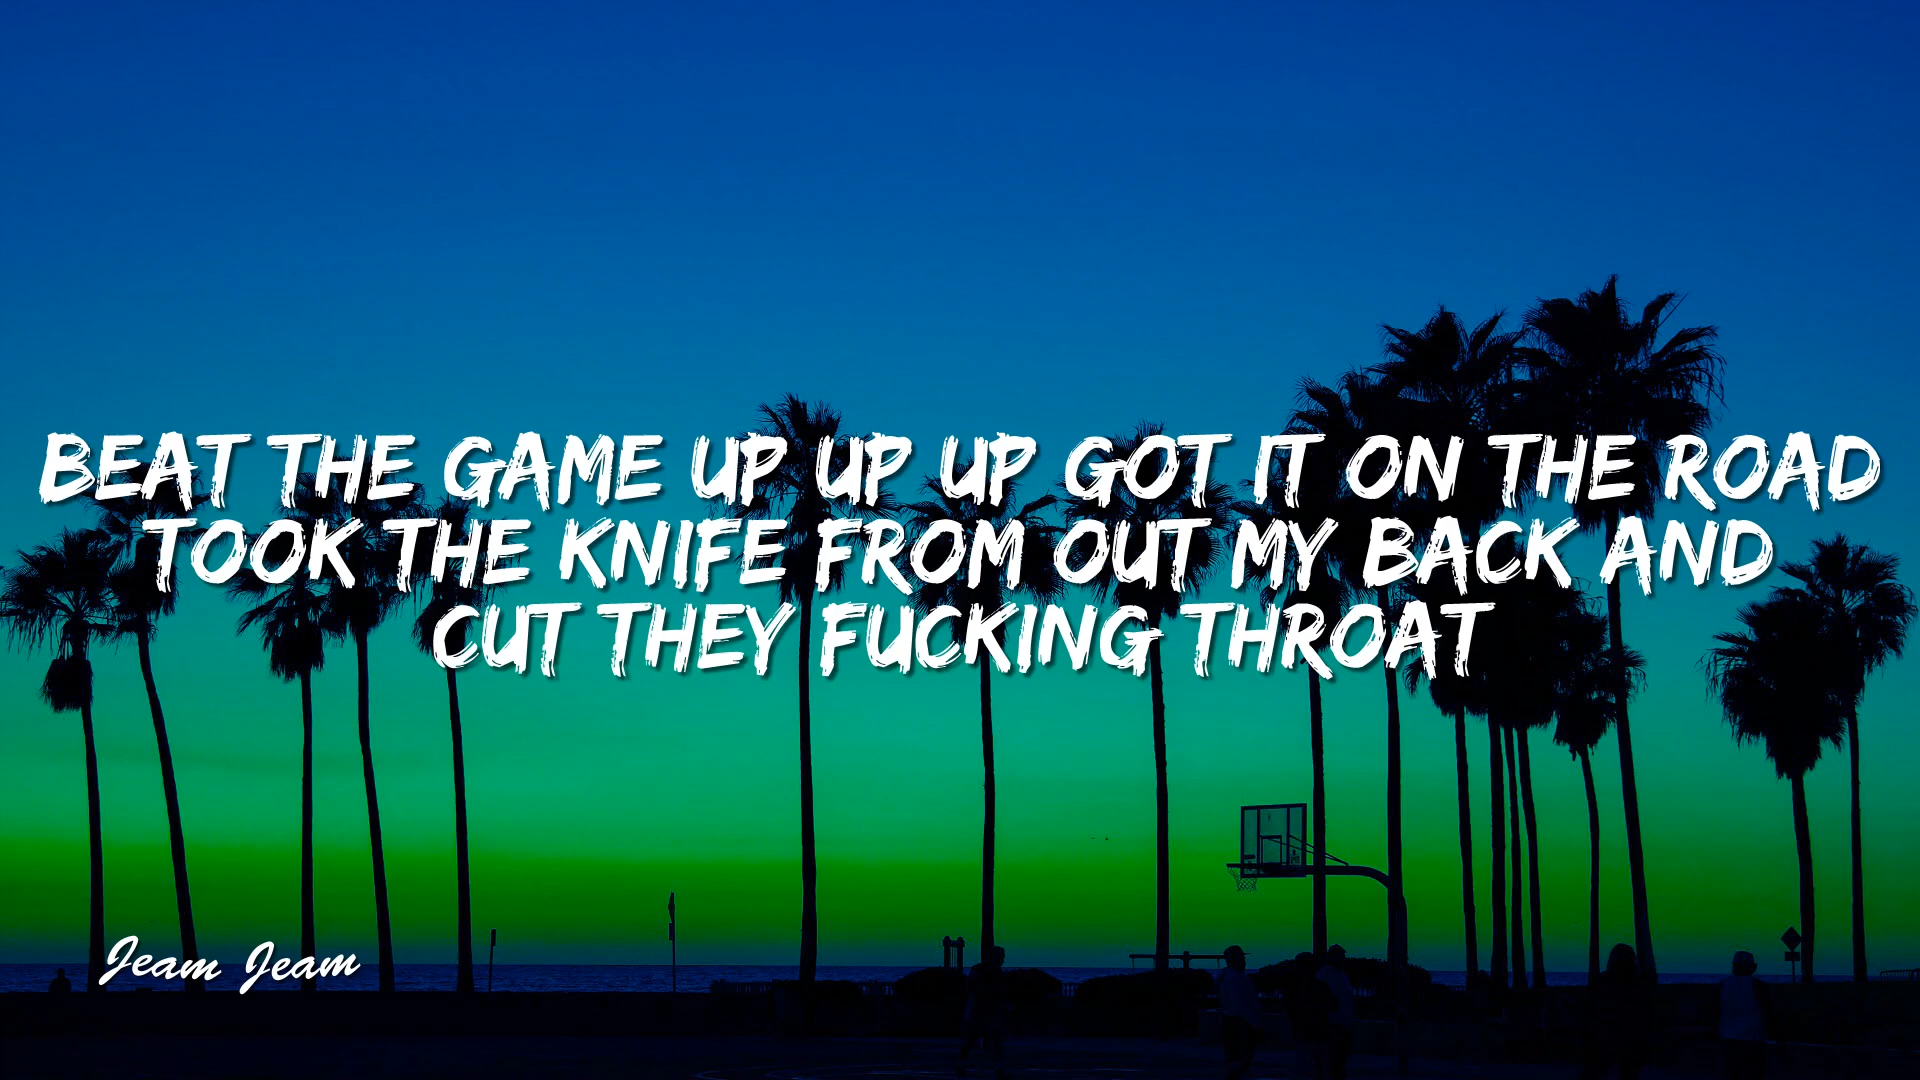 BEAT THE GAME UP UP UP GOT IT ON THE ROAD
TOOK THE KNIFE FROM OUT MY BACK AND
CUT THEY FUCKING THROAT
Jeam Jeam